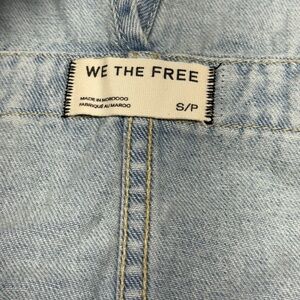 WE THE FREE
MADE IN MOROCCO
FABRIQUÉ AU MAROC
S/P